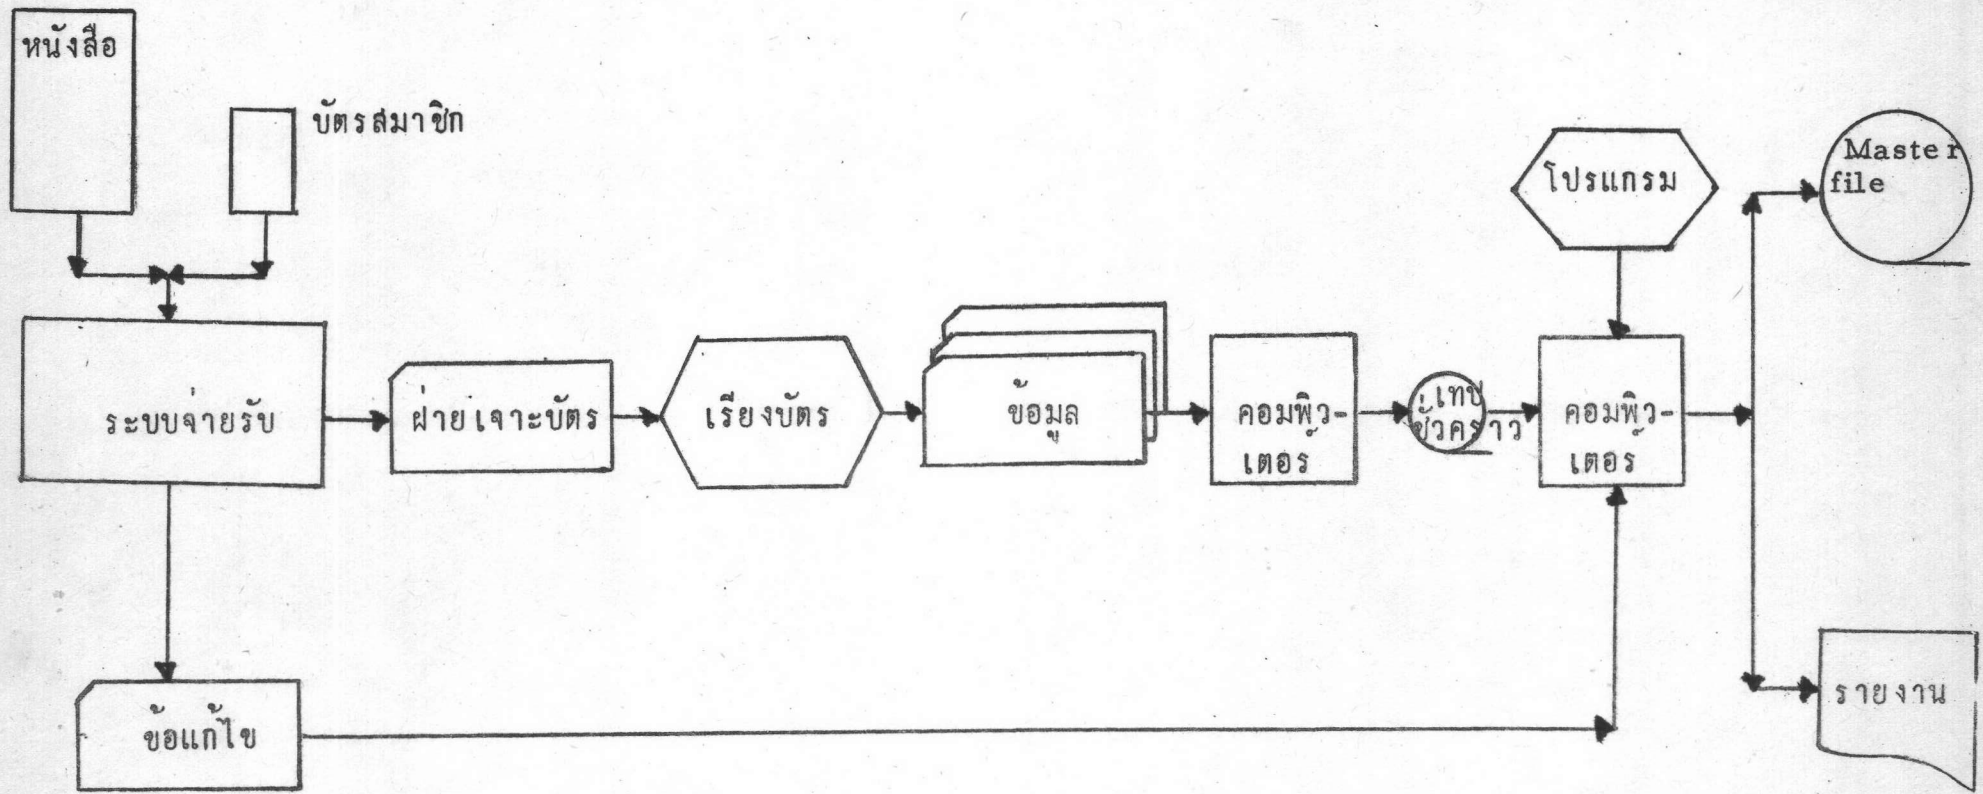 หนังสือ
บัตรสมาชิก
โปรแกรม
Master
file
ระบบจ่ายรับ
ฝ่ายเจาะบัตร
เรียงบัตร
ข้อมูล
คอมพิว-
เตอร์
เทป
ชั่วคราว
คอมพิว-
เตอร์
รายงาน
ข้อแก้ไข